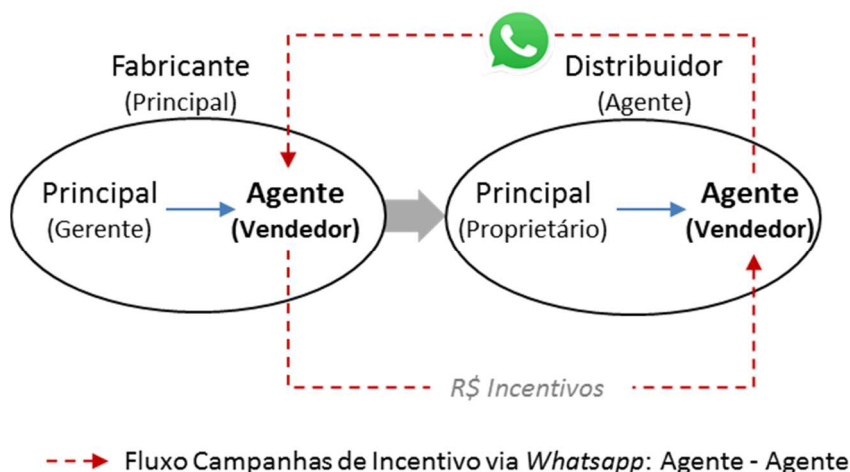 Fabricante
(Principal)
Distribuidor
(Agente)
Principal
(Gerente)
Agente
(Vendedor)
Principal
(Proprietário)
Agente
(Vendedor)
R$ Incentivos
Fluxo Campanhas de Incentivo via Whatsapp: Agente - Agente